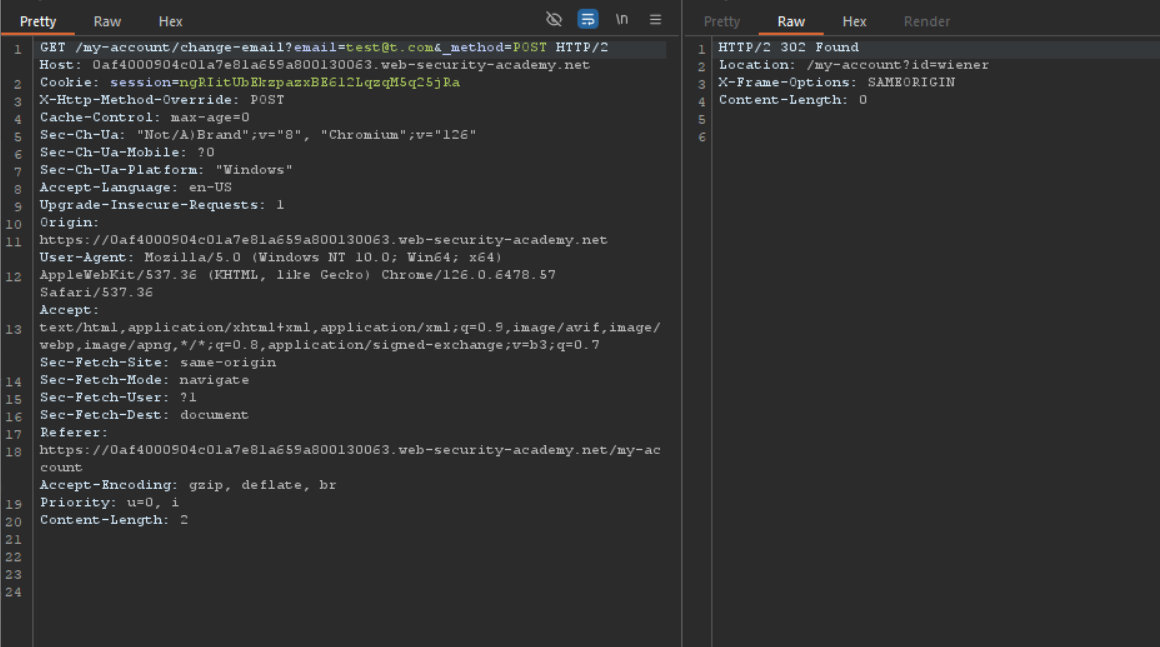 Pretty Raw Hex \n
1 GET /my-account/change-email?email=test@t.com&_method=POST HTTP/2
Host: 0af4000904c01a7e81a659a800130063.web-security-academy.net
2 Cookie: session=ngRIitUbEkzpazxBE612LqzqM5q25jRa
3 X-Http-Method-Override: POST
4 Cache-Control: max-age=0
5 Sec-Ch-Ua: "Not/A)Brand";v="8", "Chromium";v="126"
6 Sec-Ch-Ua-Mobile: ?0
7 Sec-Ch-Ua-Platform: "Windows"
8 Accept-Language: en-US
9 Upgrade-Insecure-Requests: 1
10 Origin:
11 https://0af4000904c01a7e81a659a800130063.web-security-academy.net
User-Agent: Mozilla/5.0 (Windows NT 10.0; Win64; x64)
12 AppleWebKit/537.36 (KHTML, like Gecko) Chrome/126.0.6478.57
Safari/537.36
Accept:
13 text/html,application/xhtml+xml,application/xml;q=0.9,image/avif,image/
webp,image/apng,*/*;q=0.8,application/signed-exchange;v=b3;q=0.7
Sec-Fetch-Site: same-origin
14 Sec-Fetch-Mode: navigate
15 Sec-Fetch-User: ?1
16 Sec-Fetch-Dest: document
17 Referer:
18 https://0af4000904c01a7e81a659a800130063.web-security-academy.net/my-ac
count
Accept-Encoding: gzip, deflate, br
19 Priority: u=0, i
20 Content-Length: 2
21
22
23
24
Pretty Raw Hex Render
1 HTTP/2 302 Found
2 Location: /my-account?id=wiener
3 X-Frame-Options: SAMEORIGIN
4 Content-Length: 0
5
6